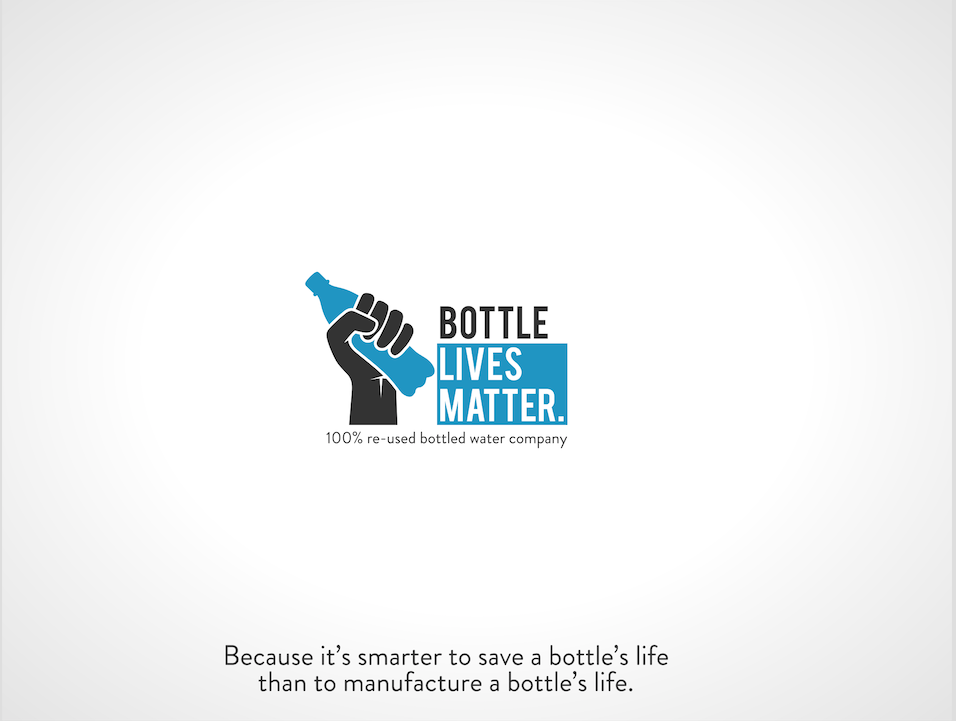 BOTTLE
LIVES
MATTER.
100% re-used bottled water company
Because it’s smarter to save a bottle’s life
than to manufacture a bottle’s life.